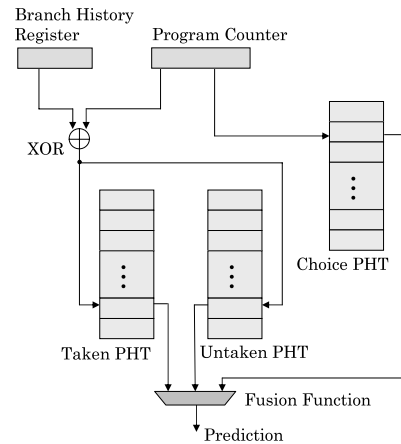 Branch History
Register
Program Counter
XOR
Choice PHT
Taken PHT
Untaken PHT
Fusion Function
Prediction